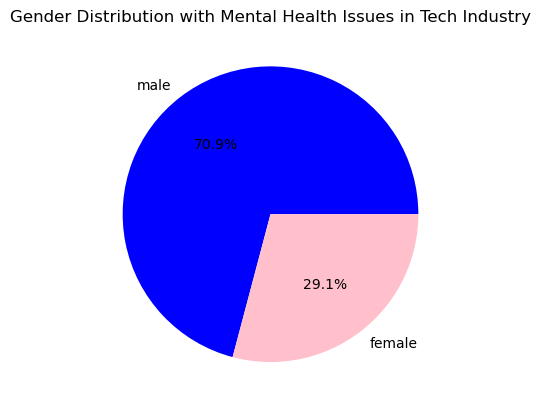 Gender Distribution with Mental Health Issues in Tech Industry
male
70.9%
29.1%
female